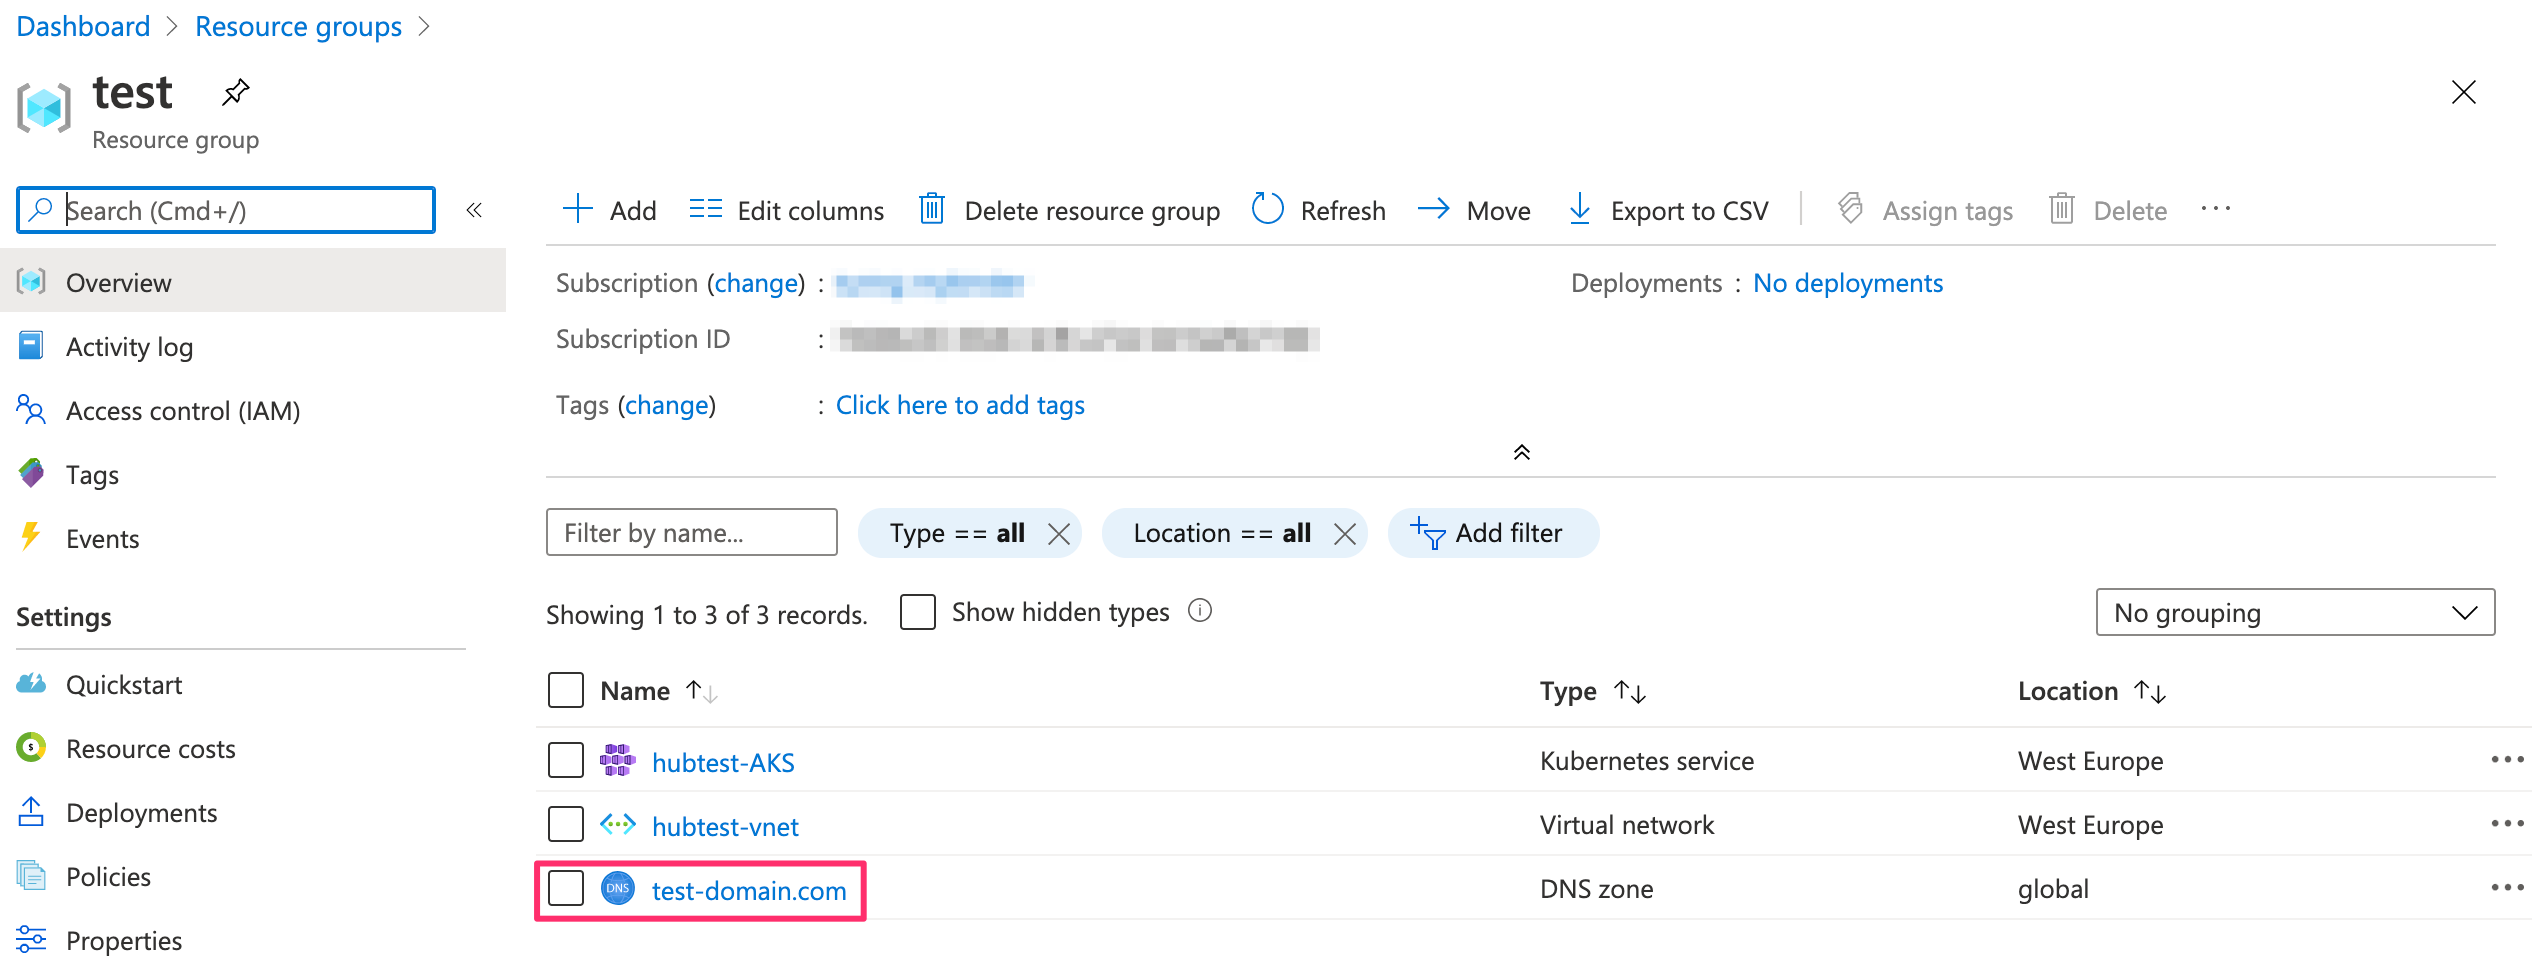 Dashboard > Resource groups >
test
Resource group
Search (Cmd+/)
«
Add Edit columns Delete resource group Refresh Move Export to CSV Assign tags Delete ...
Overview
Activity log
Access control (IAM)
Tags
Events
Settings
Quickstart
Resource costs
Deployments
Policies
Properties
Subscription (change) :
Deployments : No deployments
Subscription ID :
Tags (change) : Click here to add tags
Filter by name... Type == all Location == all Add filter
Showing 1 to 3 of 3 records. Show hidden types
No grouping
Name Type Location
hubtest-AKS Kubernetes service West Europe
hubtest-vnet Virtual network West Europe
DNS test-domain.com DNS zone global